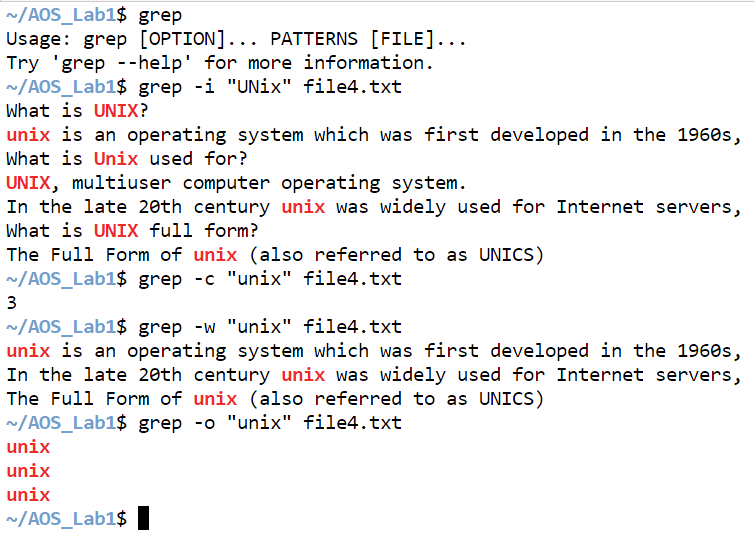 ~/AOS_Lab1$ grep
Usage: grep [OPTION]... PATTERNS [FILE]...
Try 'grep --help' for more information.
~/AOS_Lab1$ grep -i "UNix" file4.txt
What is UNIX?
unix is an operating system which was first developed in the 1960s,
What is Unix used for?
UNIX, multiuser computer operating system.
In the late 20th century unix was widely used for Internet servers,
What is UNIX full form?
The Full Form of unix (also referred to as UNICS)
~/AOS_Lab1$ grep -c "unix" file4.txt
3
~/AOS_Lab1$ grep -w "unix" file4.txt
unix is an operating system which was first developed in the 1960s,
In the late 20th century unix was widely used for Internet servers,
The Full Form of unix (also referred to as UNICS)
~/AOS_Lab1$ grep -o "unix" file4.txt
unix
unix
unix
~/AOS_Lab1$